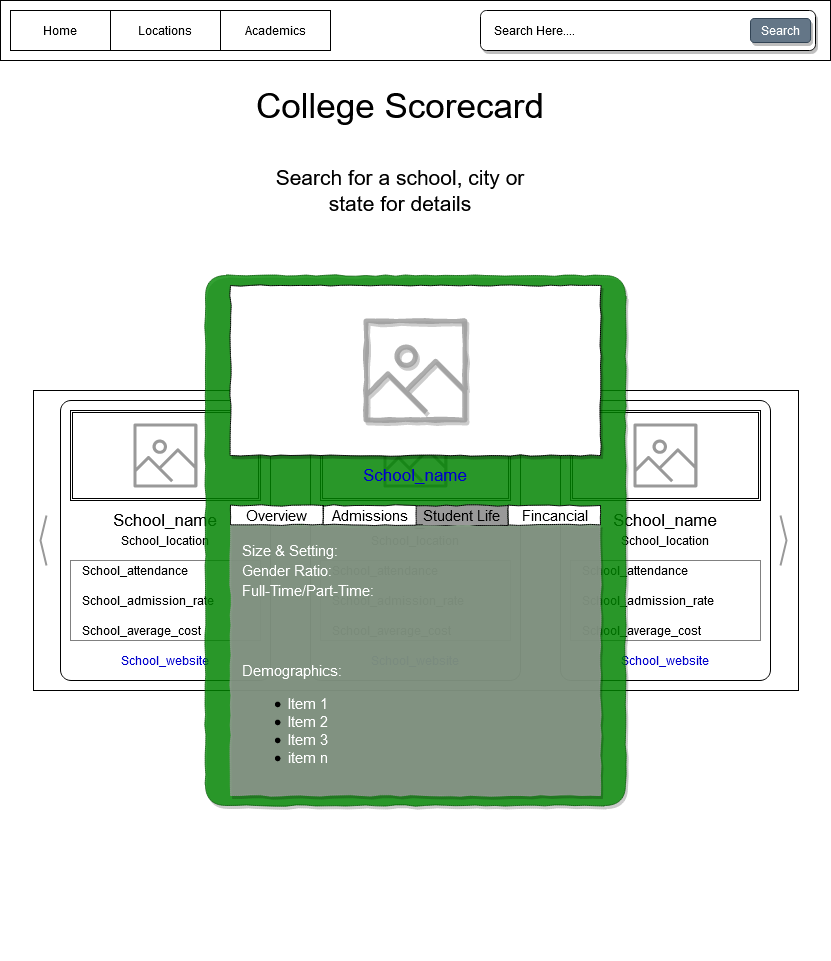 Home Locations Academics Search Here.... Search
College Scorecard
Search for a school, city or
state for details
School_name
Overview Admissions Student Life Fincancial
Size & Setting:
Gender Ratio:
Full-Time/Part-Time:
Demographics:
Item 1
Item 2
Item 3
item n
School_name
School_location
School_attendance
School_admission_rate
School_average_cost
School_website
School_location
School_attendance
School_admission_rate
School_average_cost
School_website
School_name
School_location
School_attendance
School_admission_rate
School_average_cost
School_website